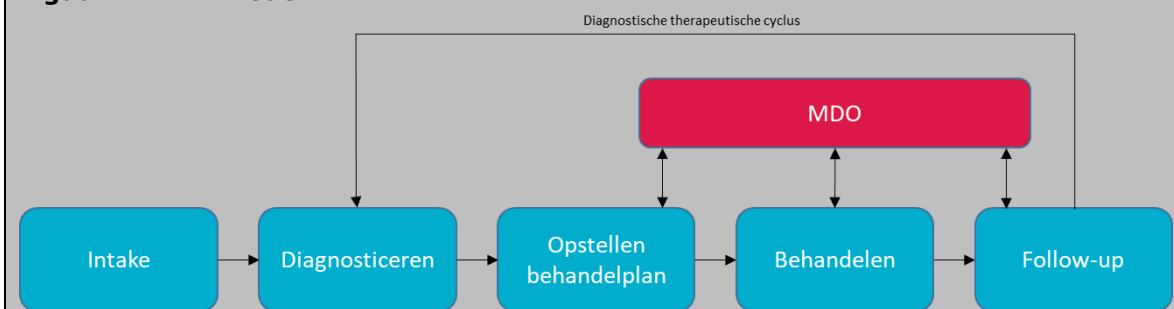 Diagnostische therapeutische cyclus
MDO
Intake
Diagnosticeren
Opstellen
behandelplan
Behandelen
Follow-up